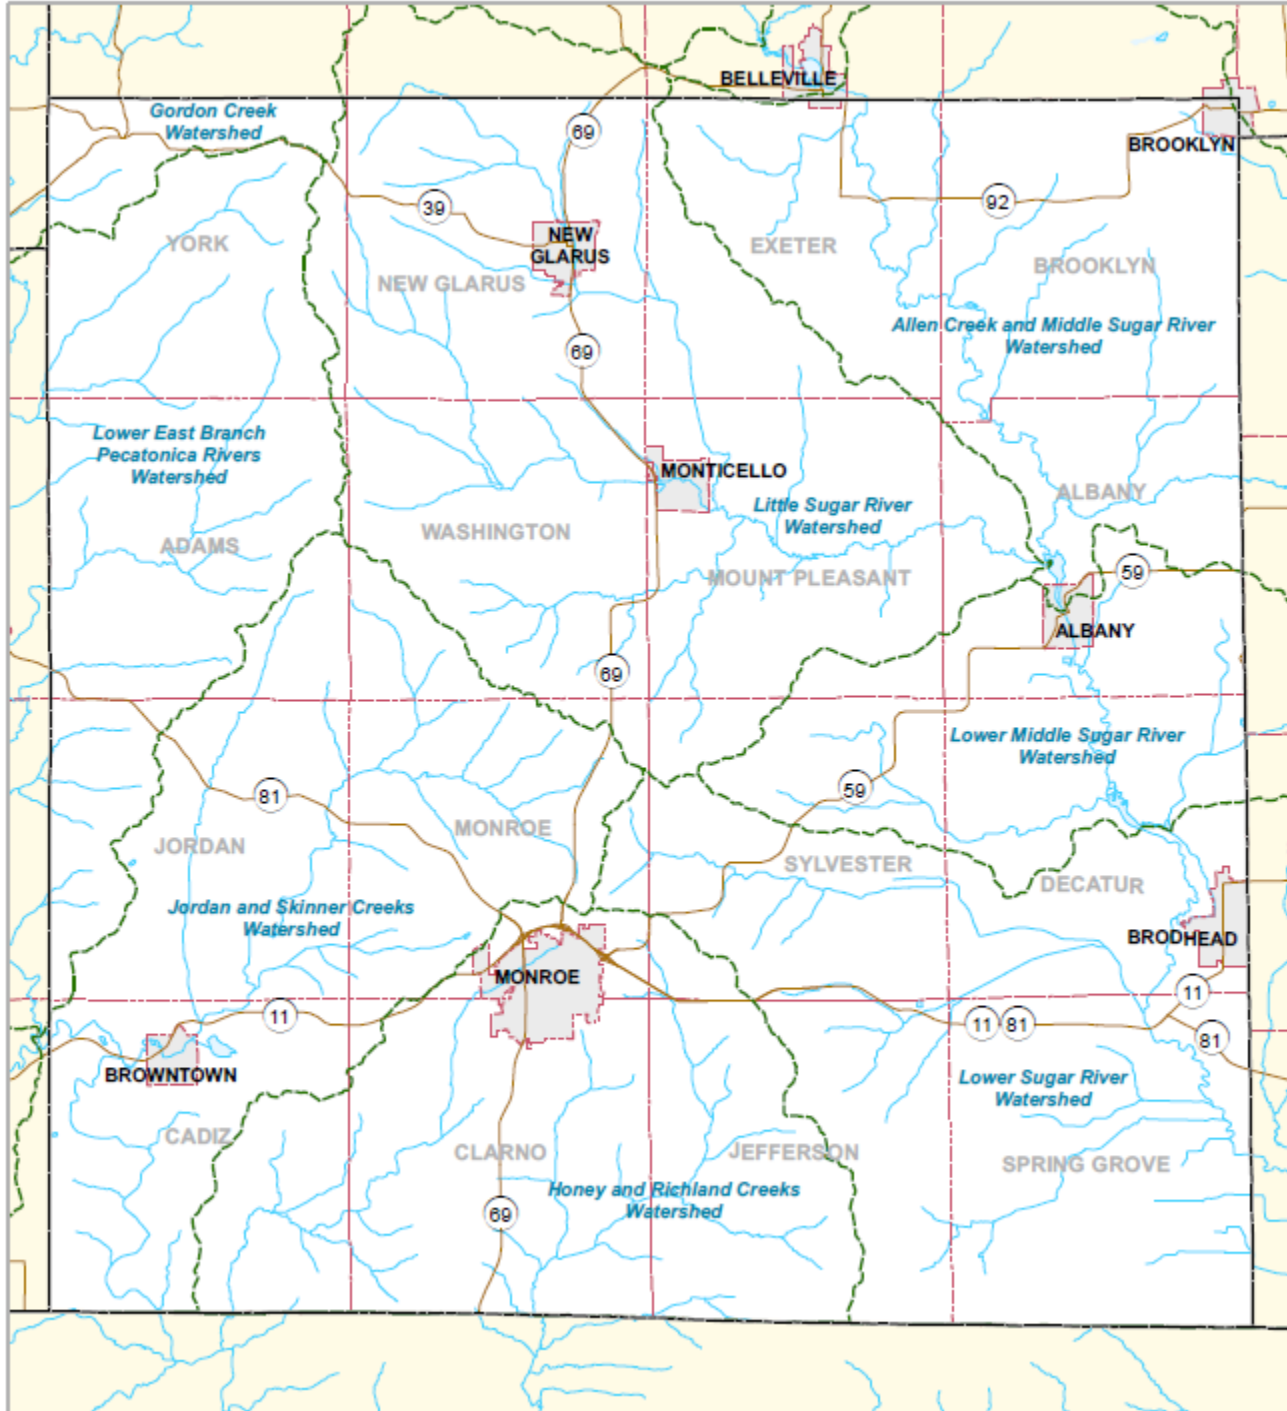 BELLEVILLE
Gordon Creek
Watershed
69
BROOKLYN
39
92
NEW
GLARUS
YORK
EXETER
BROOKLYN
NEW GLARUS
Allen Creek and Middle Sugar River
Watershed
69
Lower East Branch
Pecatonica Rivers
Watershed
MONTICELLO
ALBANY
Little Sugar River
Watershed
WASHINGTON
ADAMS
MOUNT PLEASANT
59
ALBANY
69
Lower Middle Sugar River
Watershed
81
59
MONROE
JORDAN
SYLVESTER
DECATUR
Jordan and Skinner Creeks
Watershed
BRODHEAD
MONROE
11
11
11 81
81
BROWNTOWN
Lower Sugar River
Watershed
CADIZ
CLARNO
JEFFERSON
SPRING GROVE
Honey and Richland Creeks
Watershed
69